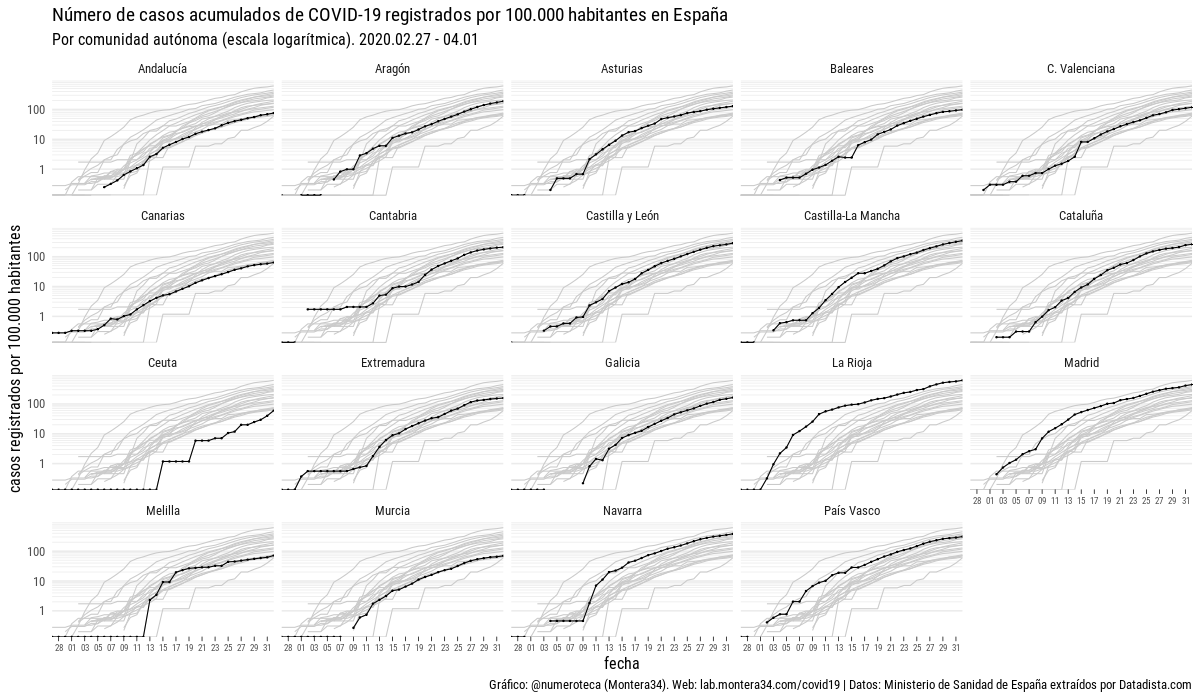 Número de casos acumulados de COVID-19 registrados por 100.000 habitantes en España
Por comunidad autónoma (escala logarítmica). 2020.02.27 - 04.01
Andalucía
Aragón
Asturias
Baleares
C. Valenciana
100
10
1
Canarias
Cantabria
Castilla y León
Castilla-La Mancha
Cataluña
100
10
1
casos registrados por 100.000 habitantes
Ceuta
Extremadura
Galicia
La Rioja
Madrid
100
10
1
28 01 03 05 07 09 11 13 15 17 19 21 23 25 27 29 31
Melilla
Murcia
Navarra
País Vasco
100
10
1
28 01 03 05 07 09 11 13 15 17 19 21 23 25 27 29 31
28 01 03 05 07 09 11 13 15 17 19 21 23 25 27 29 31
28 01 03 05 07 09 11 13 15 17 19 21 23 25 27 29 31
28 01 03 05 07 09 11 13 15 17 19 21 23 25 27 29 31
fecha
Gráfico: @numeroteca (Montera34). Web: lab.montera34.com/covid19 | Datos: Ministerio de Sanidad de España extraídos por Datadista.com